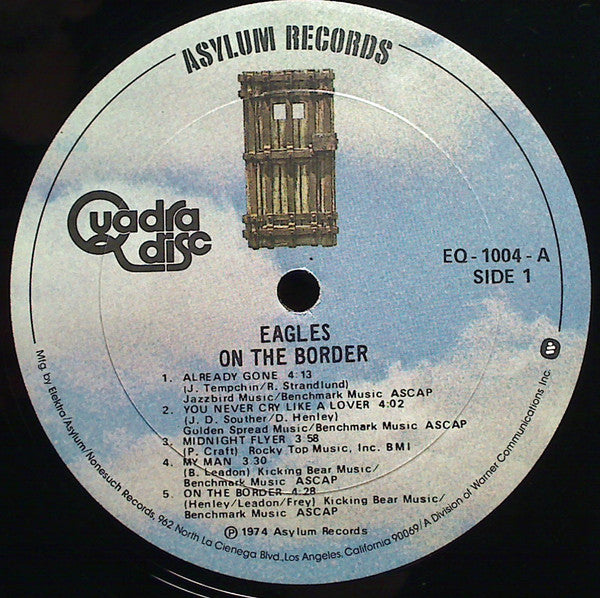 ASYLUM RECORDS
Quadra
disc
EQ-1004-A
SIDE 1
EAGLES
ON THE BORDER
1. ALREADY GONE 4:13
(J. Tempchin/R. Strandlund)
Jazzbird Music/Benchmark Music ASCAP
2. YOU NEVER CRY LIKE A LOVER 4:02
(J. D. Souther/D. Henley)
Gulden Spread Music/Benchmark Music ASCAP
3. MIDNIGHT FLYER 3:58
(P. Craft) Rocky Top Music, Inc. BMI
4. MY MAN 3:30
(B. Leadon) Kicking Bear Music/
Benchmark Music ASCAP
5. ON THE BORDER 4:28
(Henley/Leadon/Frey) Kicking Bear Music/
Benchmark Music ASCAP
Ⓟ 1974 Asylum Records
Mfg. by Elektra/Asylum/Nonesuch Records, 962 North La Cienega Blvd., Los Angeles, California 90069/A Division of Warner Communications Inc.